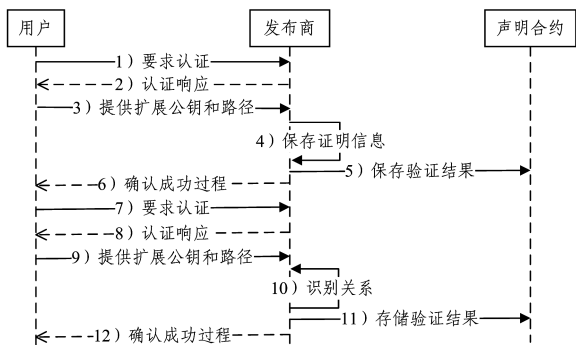 用户
发布商
声明合约
1）要求认证
2）认证响应
3）提供扩展公钥和路径
4）保存证明信息
5）保存验证结果
6）确认成功过程
7）要求认证
8）认证响应
9）提供扩展公钥和路径
10）识别关系
11）存储验证结果
12）确认成功过程